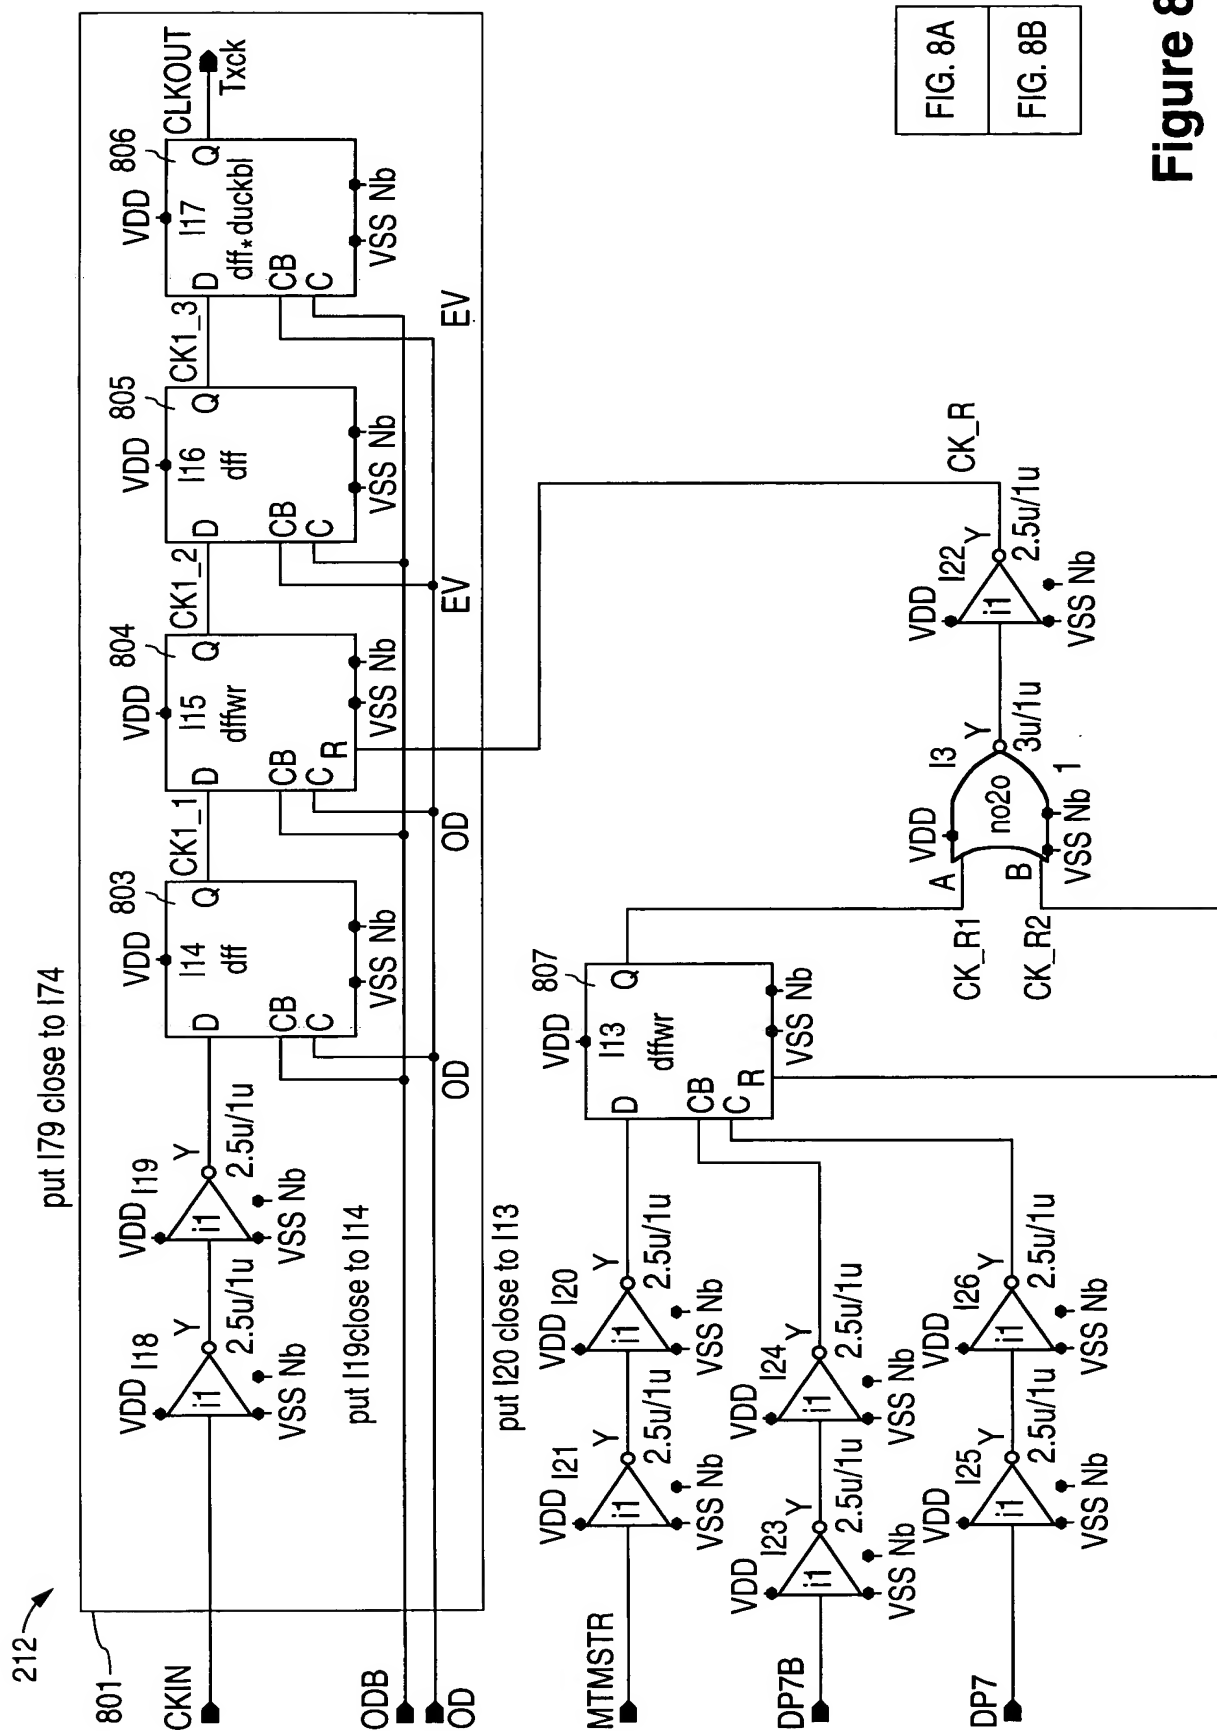 212
801
put I79 close to I74
CKIN
VDD I18
i1
Y
2.5u/1u
VSS Nb
VDD I19
i1
Y
2.5u/1u
VSS Nb
put I19close to I14
803
VDD
I14
dff
D
Q
CB
C
VSS Nb
OD
CK1_1
804
VDD
I15
dffwr
D
Q
CB
C
R
VSS Nb
OD
CK1_2
805
VDD
I16
dff
D
Q
CB
C
VSS Nb
EV
CK1_3
806
VDD
I17
dff*duckbl
D
Q
CB
C
VSS Nb
EV
CLKOUT
Txck
ODB
OD
put I20 close to I13
MTMSTR
VDD I21
i1
Y
2.5u/1u
VSS Nb
VDD I20
i1
Y
2.5u/1u
VSS Nb
DP7B
VDD I23
i1
Y
2.5u/1u
VSS Nb
VDD I24
i1
Y
2.5u/1u
VSS Nb
DP7
VDD I25
i1
Y
2.5u/1u
VSS Nb
VDD I26
i1
Y
2.5u/1u
VSS Nb
807
VDD
I13
dffwr
D
Q
CB
C
R
VSS Nb
CK_R1
CK_R2
A
B
VDD
I3
no2o
Y
3u/1u
VSS Nb 1
VDD I22
i1
Y
2.5u/1u
VSS Nb
CK_R
FIG. 8A
FIG. 8B
Figure 8